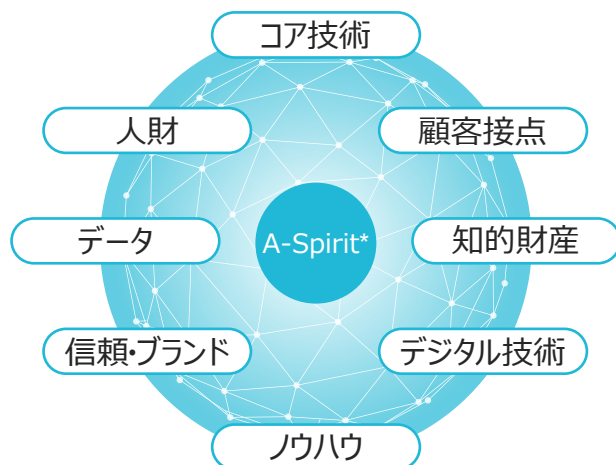 コア技術
人財
顧客接点
データ
A-Spirit*
知的財産
信頼・ブランド
デジタル技術
ノウハウ